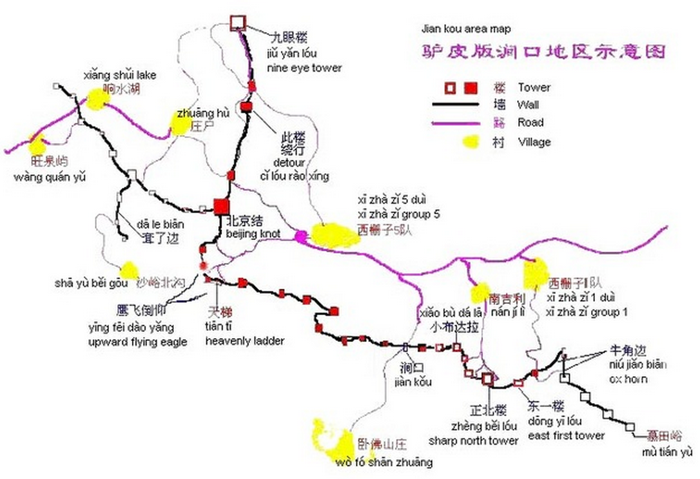 Jian kou area map
驴皮版涧口地区示意图
楼 Tower
墙 Wall
路 Road
村 Village
九眼楼
jiǔ yǎn lóu
nine eye tower
xiǎng shuǐ lake
响水湖
zhuāng hù
庄户
此楼
绕行
detour
cǐ lóu rào xíng
旺泉峪
wàng quán yǔ
xī zhà zǐ 5 duì
xī zhà zǐ group 5
西栅子5队
北京结
beijing knot
dā le biān
耷了边
shā yù běi gōu
沙峪北沟
鹰飞倒仰
yīng fēi dào yǎng
upward flying eagle
天梯
tiān tī
heavenly ladder
xiǎo bù dá lā
小布达拉
南吉利
nán jí lì
西栅子1队
xī zhà zǐ 1 duì
xī zhà zǐ group 1
涧口
jiàn kǒu
牛角边
niú jiǎo biān
ox horn
正北楼
zhèng běi lóu
sharp north tower
东一楼
dōng yī lóu
east first tower
卧佛山庄
wò fó shān zhuāng
慕田峪
mù tián yù